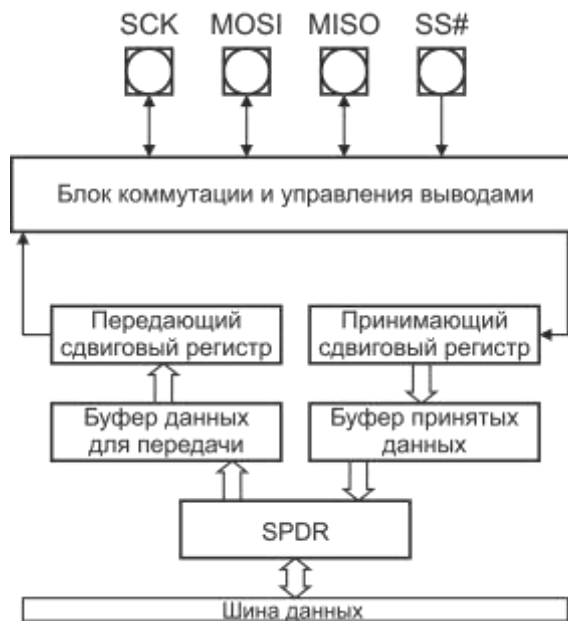 SCK MOSI MISO SS#
Блок коммутации и управления выводами
Передающий
сдвиговый регистр
Принимающий
сдвиговый регистр
Буфер данных
для передачи
Буфер принятых
данных
SPDR
Шина данных